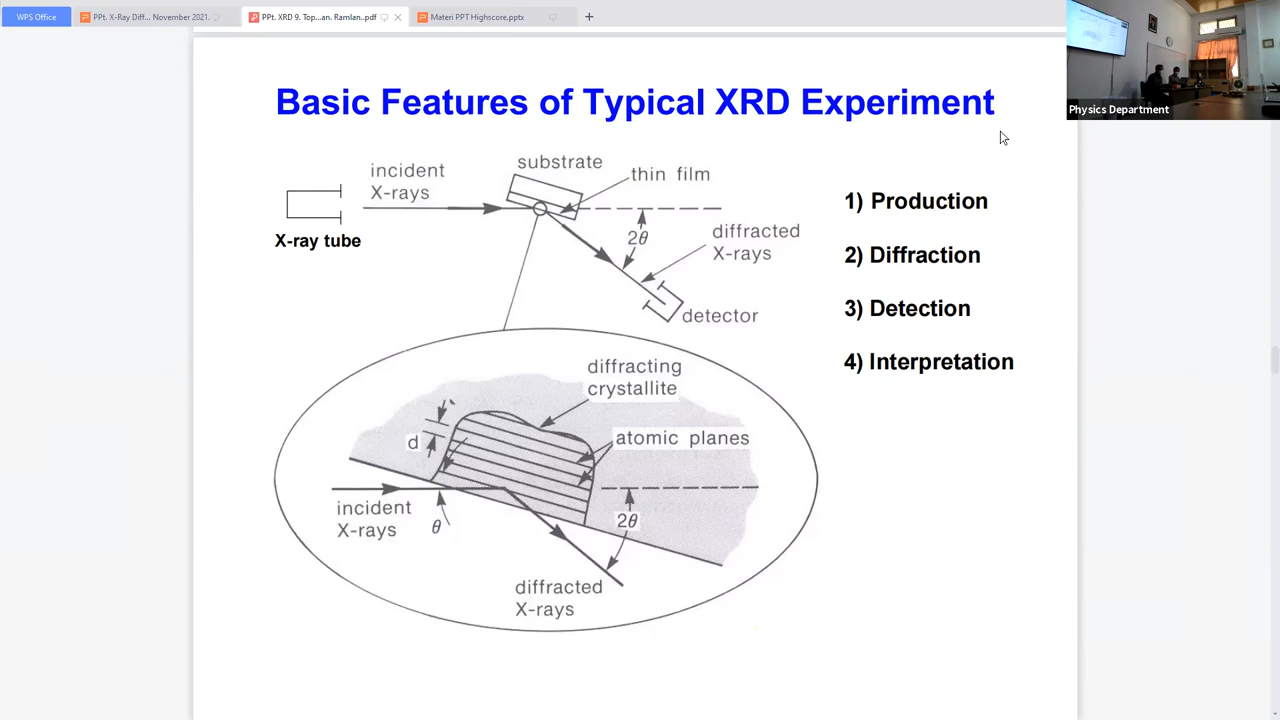 WPS Office
PPt. X-Ray Diff... November 2021.
PPt. XRD 9. Top...an. Ramlan..pdf
Materi PPT Highscore.pptx
Physics Department
Basic Features of Typical XRD Experiment
substrate
incident
X-rays
thin film
X-ray tube
2θ
diffracted
X-rays
detector
1) Production
2) Diffraction
3) Detection
4) Interpretation
diffracting
crystallite
d
atomic planes
incident
X-rays
θ
2θ
diffracted
X-rays